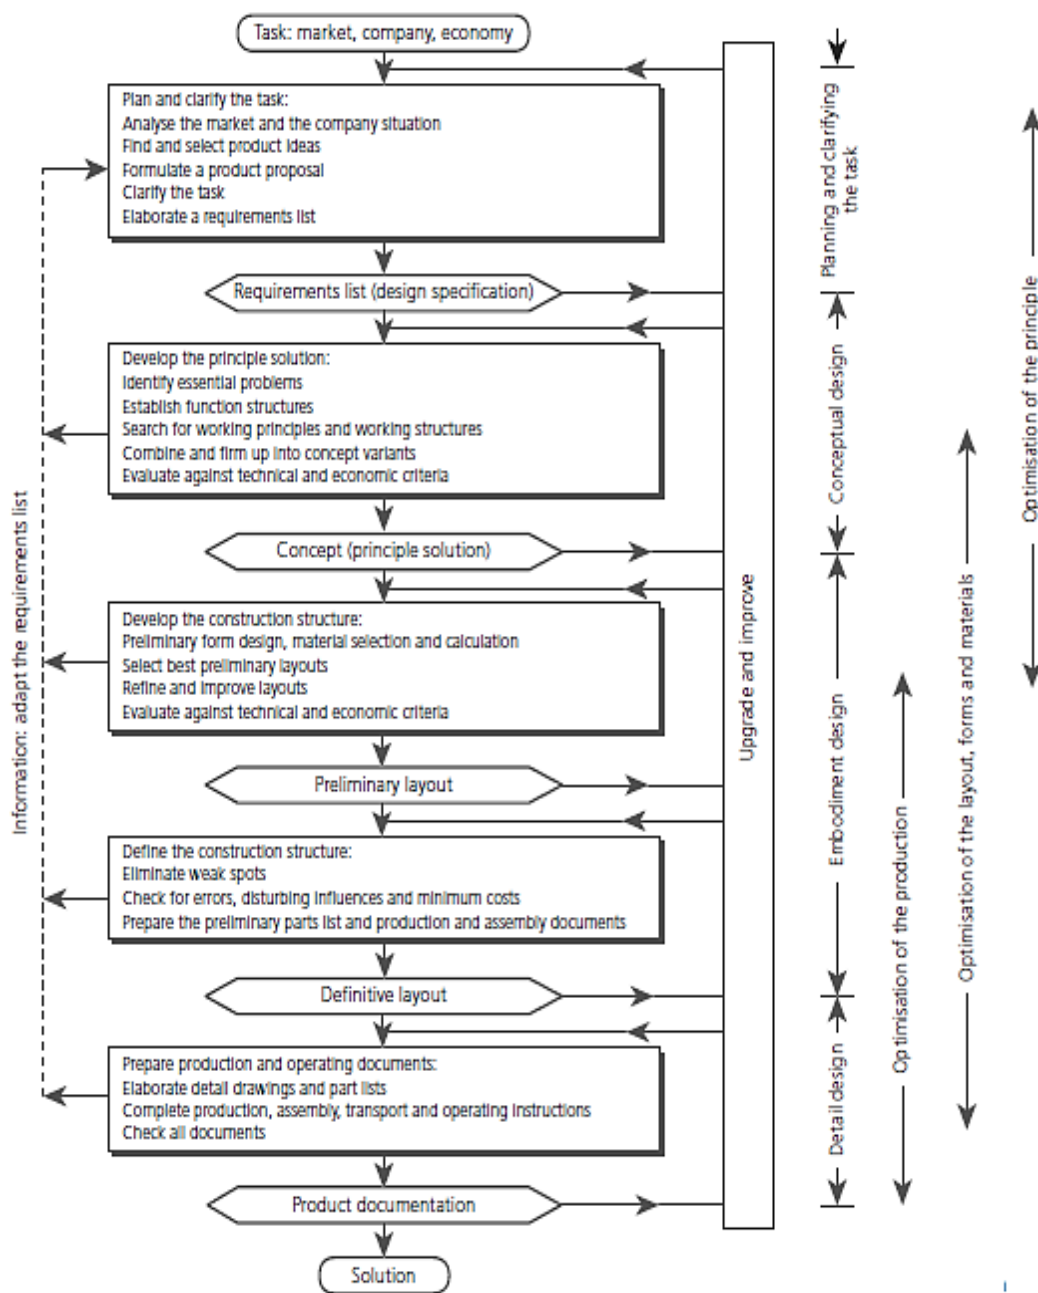 Task: market, company, economy
Plan and clarify the task:
Analyse the market and the company situation
Find and select product ideas
Formulate a product proposal
Clarify the task
Elaborate a requirements list
Requirements list (design specification)
Develop the principle solution:
Identify essential problems
Establish function structures
Search for working principles and working structures
Combine and firm up into concept variants
Evaluate against technical and economic criteria
Concept (principle solution)
Develop the construction structure:
Preliminary form design, material selection and calculation
Select best preliminary layouts
Refine and improve layouts
Evaluate against technical and economic criteria
Preliminary layout
Define the construction structure:
Eliminate weak spots
Check for errors, disturbing influences and minimum costs
Prepare the preliminary parts list and production and assembly documents
Definitive layout
Prepare production and operating documents:
Elaborate detail drawings and part lists
Complete production, assembly, transport and operating instructions
Check all documents
Product documentation
Solution
Information: adapt the requirements list
Upgrade and improve
Planning and clarifying
the task
Conceptual design
Embodiment design
Detail design
Optimisation of the production
Optimisation of the layout, forms and materials
Optimisation of the principle